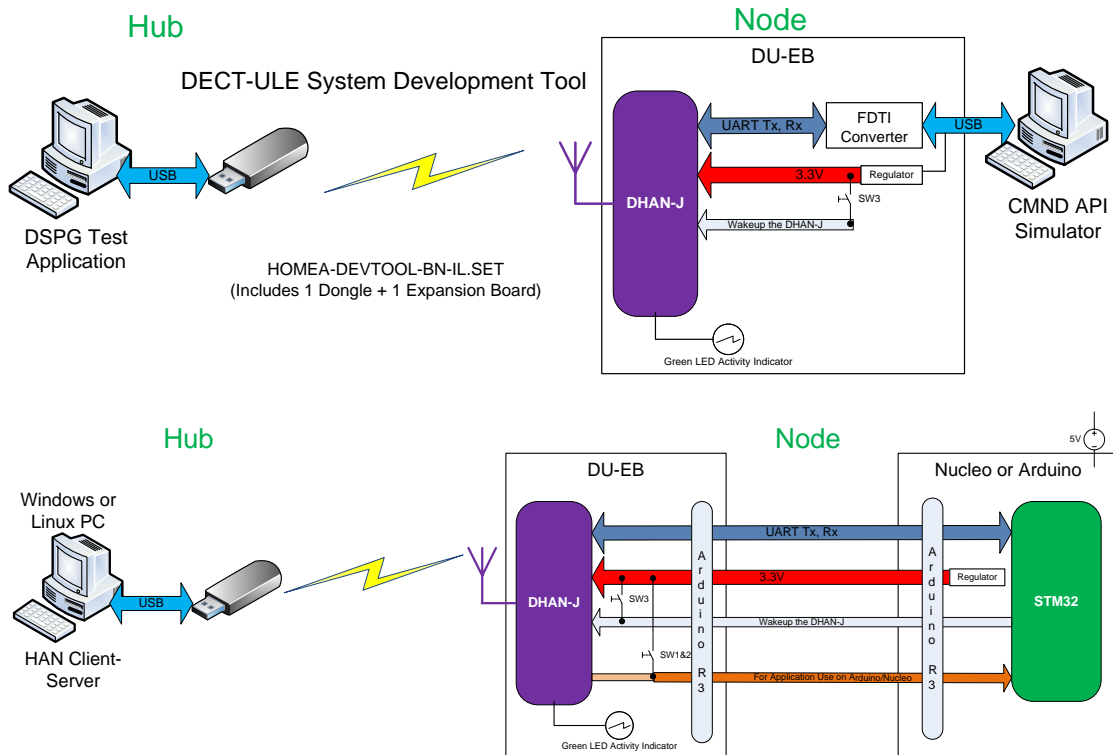 Hub
Node
DECT-ULE System Development Tool
DU-EB
UART Tx, Rx
FDTI
Converter
USB
USB
3.3V
Regulator
SW3
DHAN-J
Wakeup the DHAN-J
DSPG Test
Application
CMND API
Simulator
HOMEA-DEVTOOL-BN-IL.SET
(Includes 1 Dongle + 1 Expansion Board)
Green LED Activity Indicator
Hub
Node
5V
DU-EB
Nucleo or Arduino
Windows or
Linux PC
UART Tx, Rx
Arduino R3
Arduino R3
3.3V
Regulator
USB
DHAN-J
SW3
STM32
Wakeup the DHAN-J
HAN Client-
Server
SW1&2
For Application Use on Arduino/Nucleo
Green LED Activity Indicator